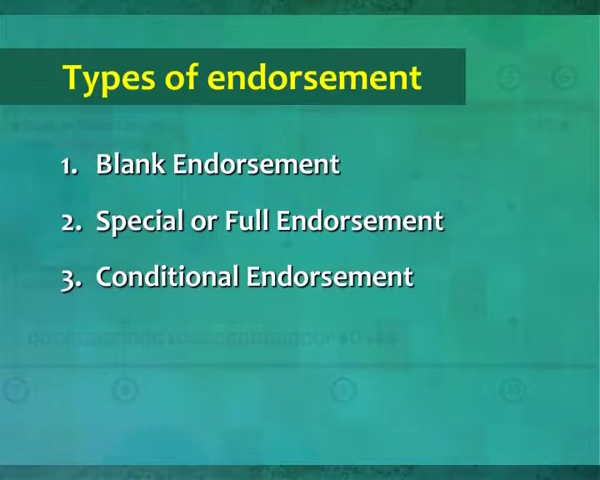 Types of endorsement
1. Blank Endorsement
2. Special or Full Endorsement
3. Conditional Endorsement